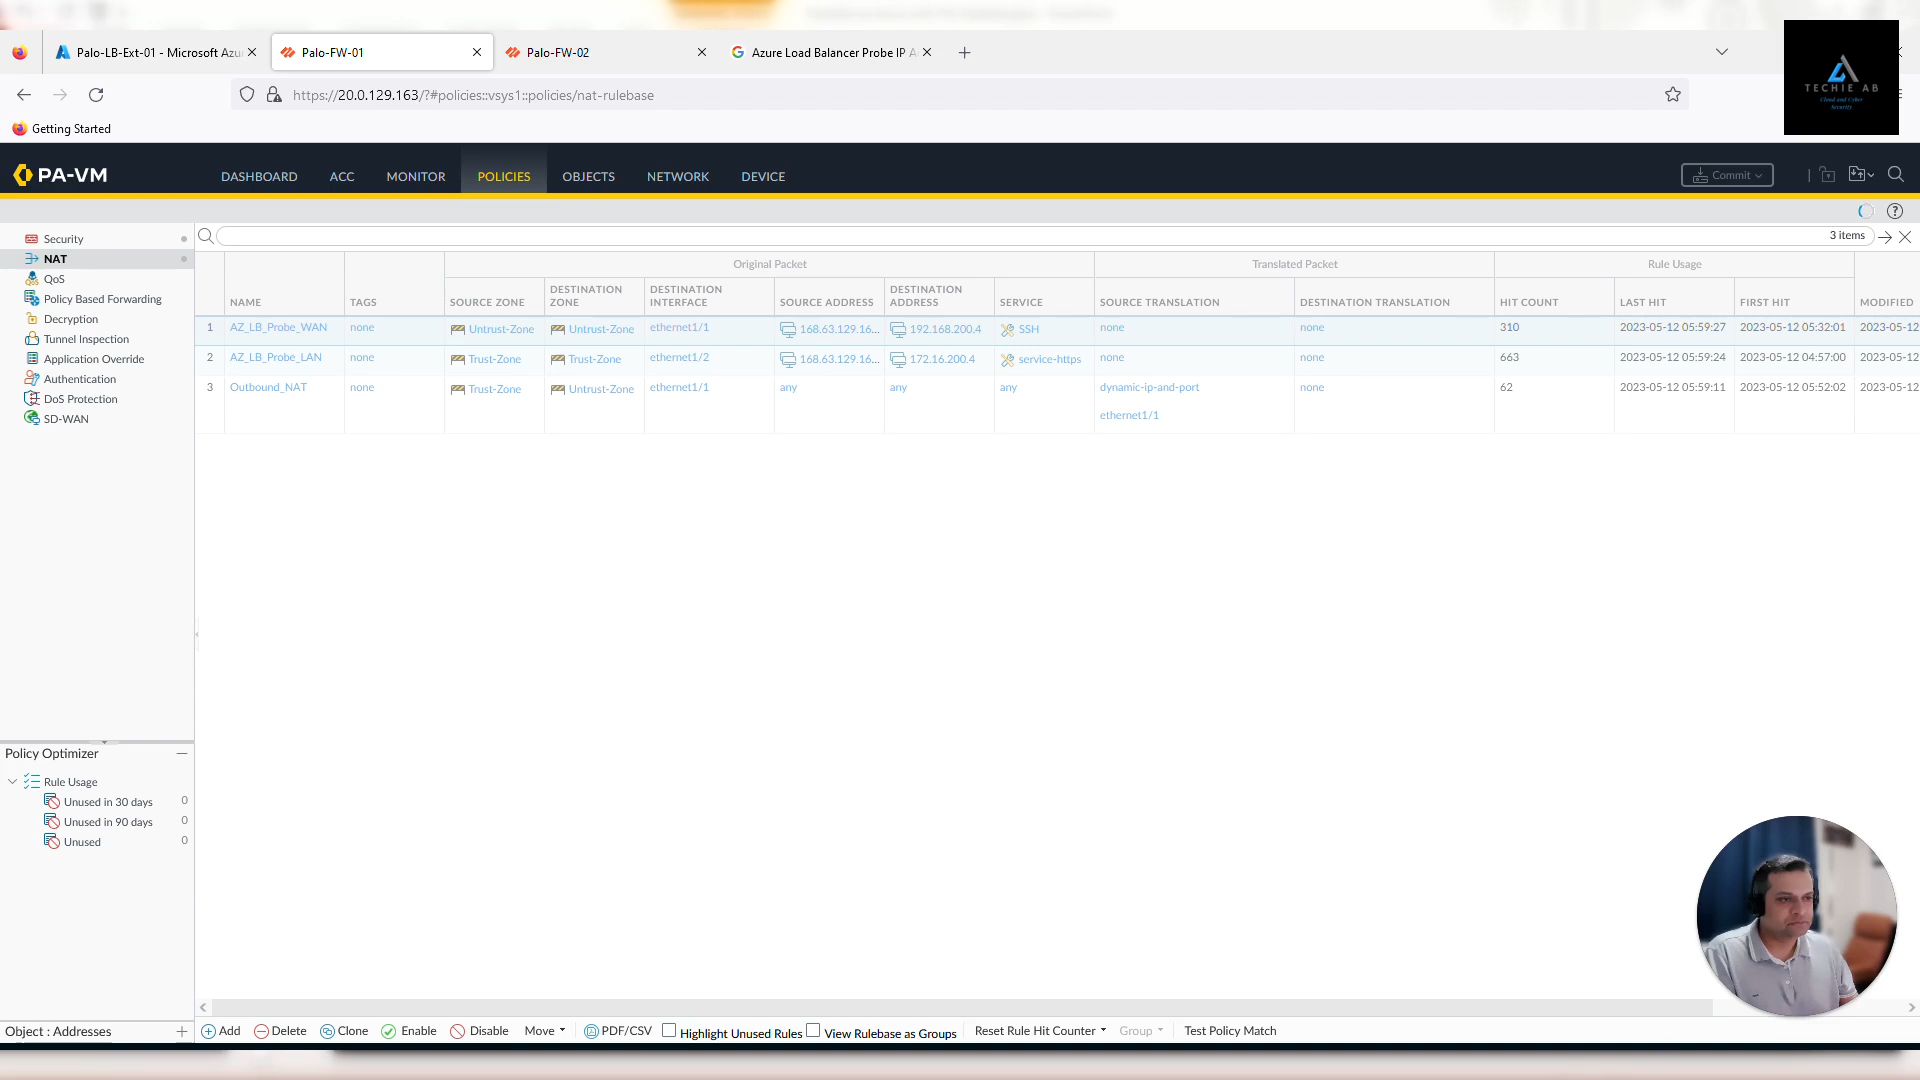 Palo-LB-Ext-01 - Microsoft Azu
Palo-FW-01
Palo-FW-02
Azure Load Balancer Probe IP A
https://20.0.129.163/?#policies::vsys1::policies/nat-rulebase
Getting Started
TECHIE AB
Cloud and Cyber
Security
PA-VM
DASHBOARD
ACC
MONITOR
POLICIES
OBJECTS
NETWORK
DEVICE
Commit
Security
NAT
QoS
Policy Based Forwarding
Decryption
Tunnel Inspection
Application Override
Authentication
DoS Protection
SD-WAN
3 items
Original Packet
Translated Packet
Rule Usage
NAME
TAGS
SOURCE ZONE
DESTINATION
ZONE
DESTINATION
INTERFACE
SOURCE ADDRESS
DESTINATION
ADDRESS
SERVICE
SOURCE TRANSLATION
DESTINATION TRANSLATION
HIT COUNT
LAST HIT
FIRST HIT
MODIFIED
1 AZ_LB_Probe_WAN none Untrust-Zone Untrust-Zone ethernet1/1 168.63.129.16... 192.168.200.4 SSH none none 310 2023-05-12 05:59:27 2023-05-12 05:32:01 2023-05-12
2 AZ_LB_Probe_LAN none Trust-Zone Trust-Zone ethernet1/2 168.63.129.16... 172.16.200.4 service-https none none 663 2023-05-12 05:59:24 2023-05-12 04:57:00 2023-05-12
3 Outbound_NAT none Trust-Zone Untrust-Zone ethernet1/1 any any any dynamic-ip-and-port none 62 2023-05-12 05:59:11 2023-05-12 05:52:02 2023-05-12
ethernet1/1
Policy Optimizer
Rule Usage
Unused in 30 days 0
Unused in 90 days 0
Unused 0
Object : Addresses
Add
Delete
Clone
Enable
Disable
Move
PDF/CSV
Highlight Unused Rules
View Rulebase as Groups
Reset Rule Hit Counter
Group
Test Policy Match